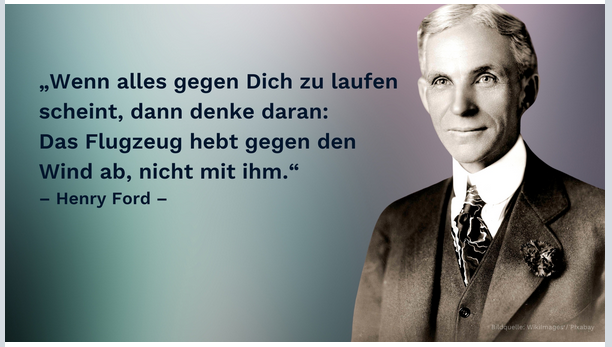 „Wenn alles gegen Dich zu laufen
scheint, dann denke daran:
Das Flugzeug hebt gegen den
Wind ab, nicht mit ihm.“
– Henry Ford –
Bildquelle: Wikiimages / Pixabay